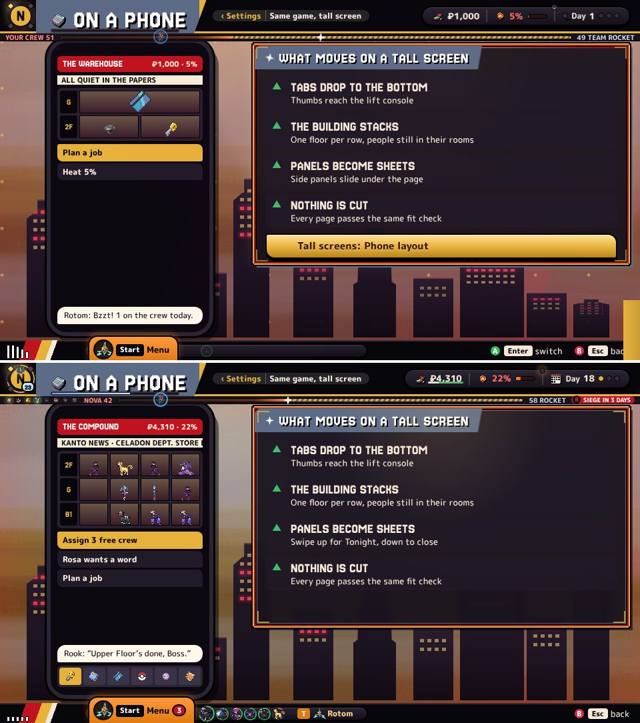 N
ON A PHONE
‹ Settings
Same game, tall screen
₽1,000
5%
Day 1
YOUR CREW 51
49 TEAM ROCKET
THE WAREHOUSE
₽1,000 · 5%
ALL QUIET IN THE PAPERS
G
2F
Plan a job
Heat 5%
Rotom: Bzzt! 1 on the crew today.
WHAT MOVES ON A TALL SCREEN
TABS DROP TO THE BOTTOM
Thumbs reach the lift console
THE BUILDING STACKS
One floor per row, people still in their rooms
PANELS BECOME SHEETS
Side panels slide under the page
NOTHING IS CUT
Every page passes the same fit check
Tall screens: Phone layout
Start Menu
A Enter switch
B Esc back
N
ON A PHONE
‹ Settings
Same game, tall screen
₽4,310
22%
Day 18
NOVA 42
58 ROCKET
SIEGE IN 3 DAYS
THE COMPOUND
₽4,310 · 22%
KANTO NEWS · CELADON DEPT. STORE
2F
G
B1
Assign 3 free crew
Rosa wants a word
Plan a job
Rook: “Upper Floor's done, Boss.”
WHAT MOVES ON A TALL SCREEN
TABS DROP TO THE BOTTOM
Thumbs reach the lift console
THE BUILDING STACKS
One floor per row, people still in their rooms
PANELS BECOME SHEETS
Swipe up for Tonight, down to close
NOTHING IS CUT
Every page passes the same fit check
Start Menu 3
T Rotom
B Esc back